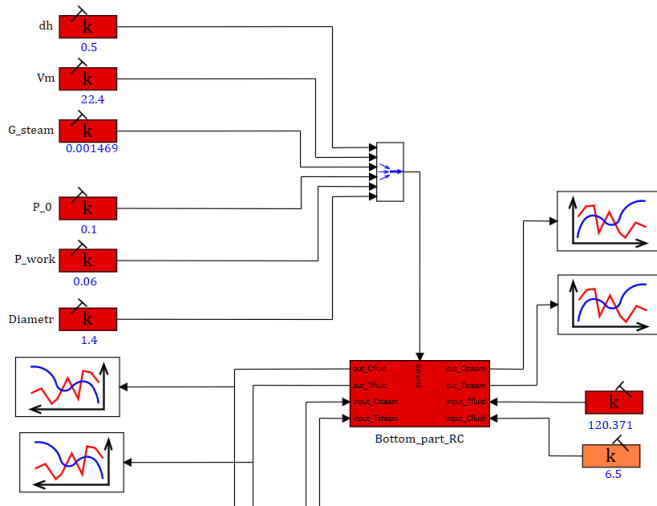 dh
k
0.5
Vm
k
22.4
G_steam
k
0.001469
P_0
k
0.1
P_work
k
0.06
Diametr
k
1.4
out_Cfluid
out_Tfluid
input_Csteam
input_Tsteam
out_Csteam
out_Tsteam
input_Tfluid
input_Cfluid
Bottom_part_RC
k
120.371
k
6.5